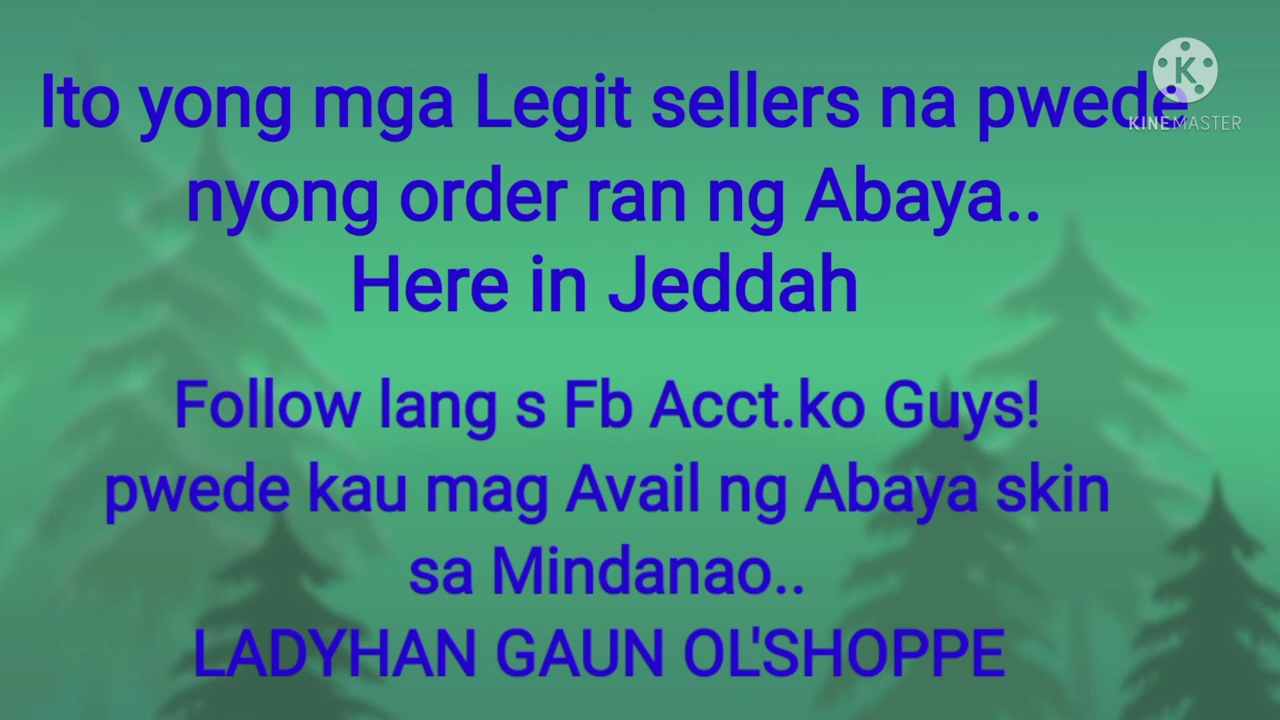 Ito yong mga Legit sellers na pwede
nyong order ran ng Abaya..
Here in Jeddah
Follow lang s Fb Acct.ko Guys!
pwede kau mag Avail ng Abaya skin
sa Mindanao..
LADYHAN GAUN OL'SHOPPE
K
KINEMASTER